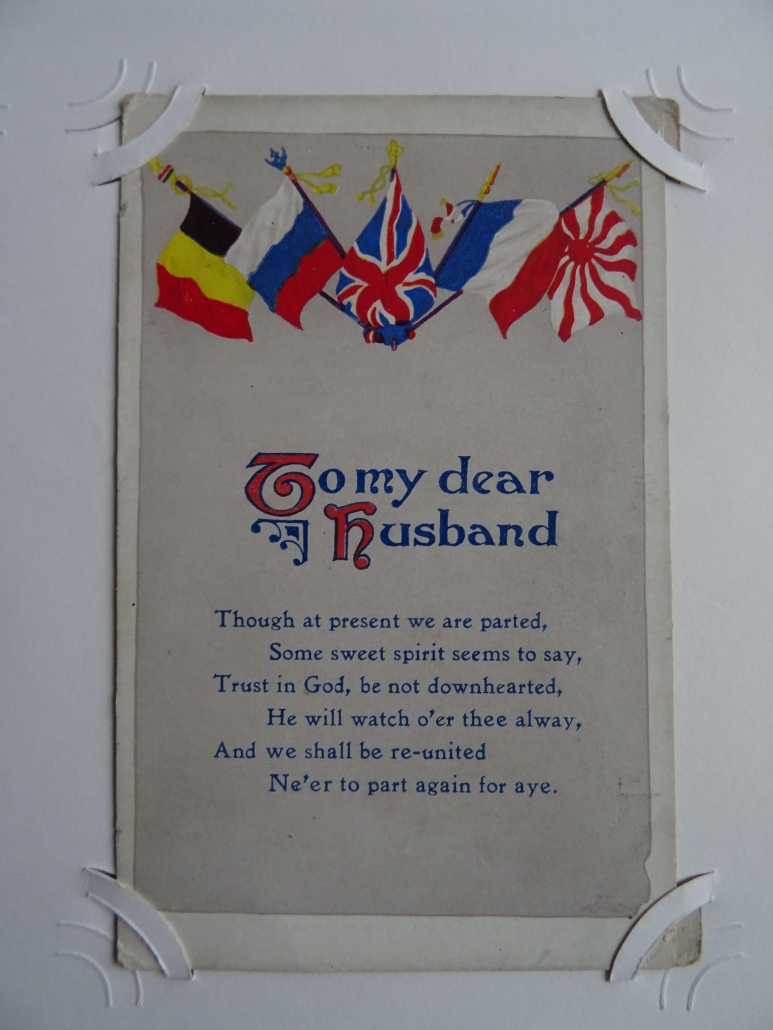 To my dear
Husband
Though at present we are parted,
Some sweet spirit seems to say,
Trust in God, be not downhearted,
He will watch o'er thee alway,
And we shall be re-united
Ne'er to part again for aye.